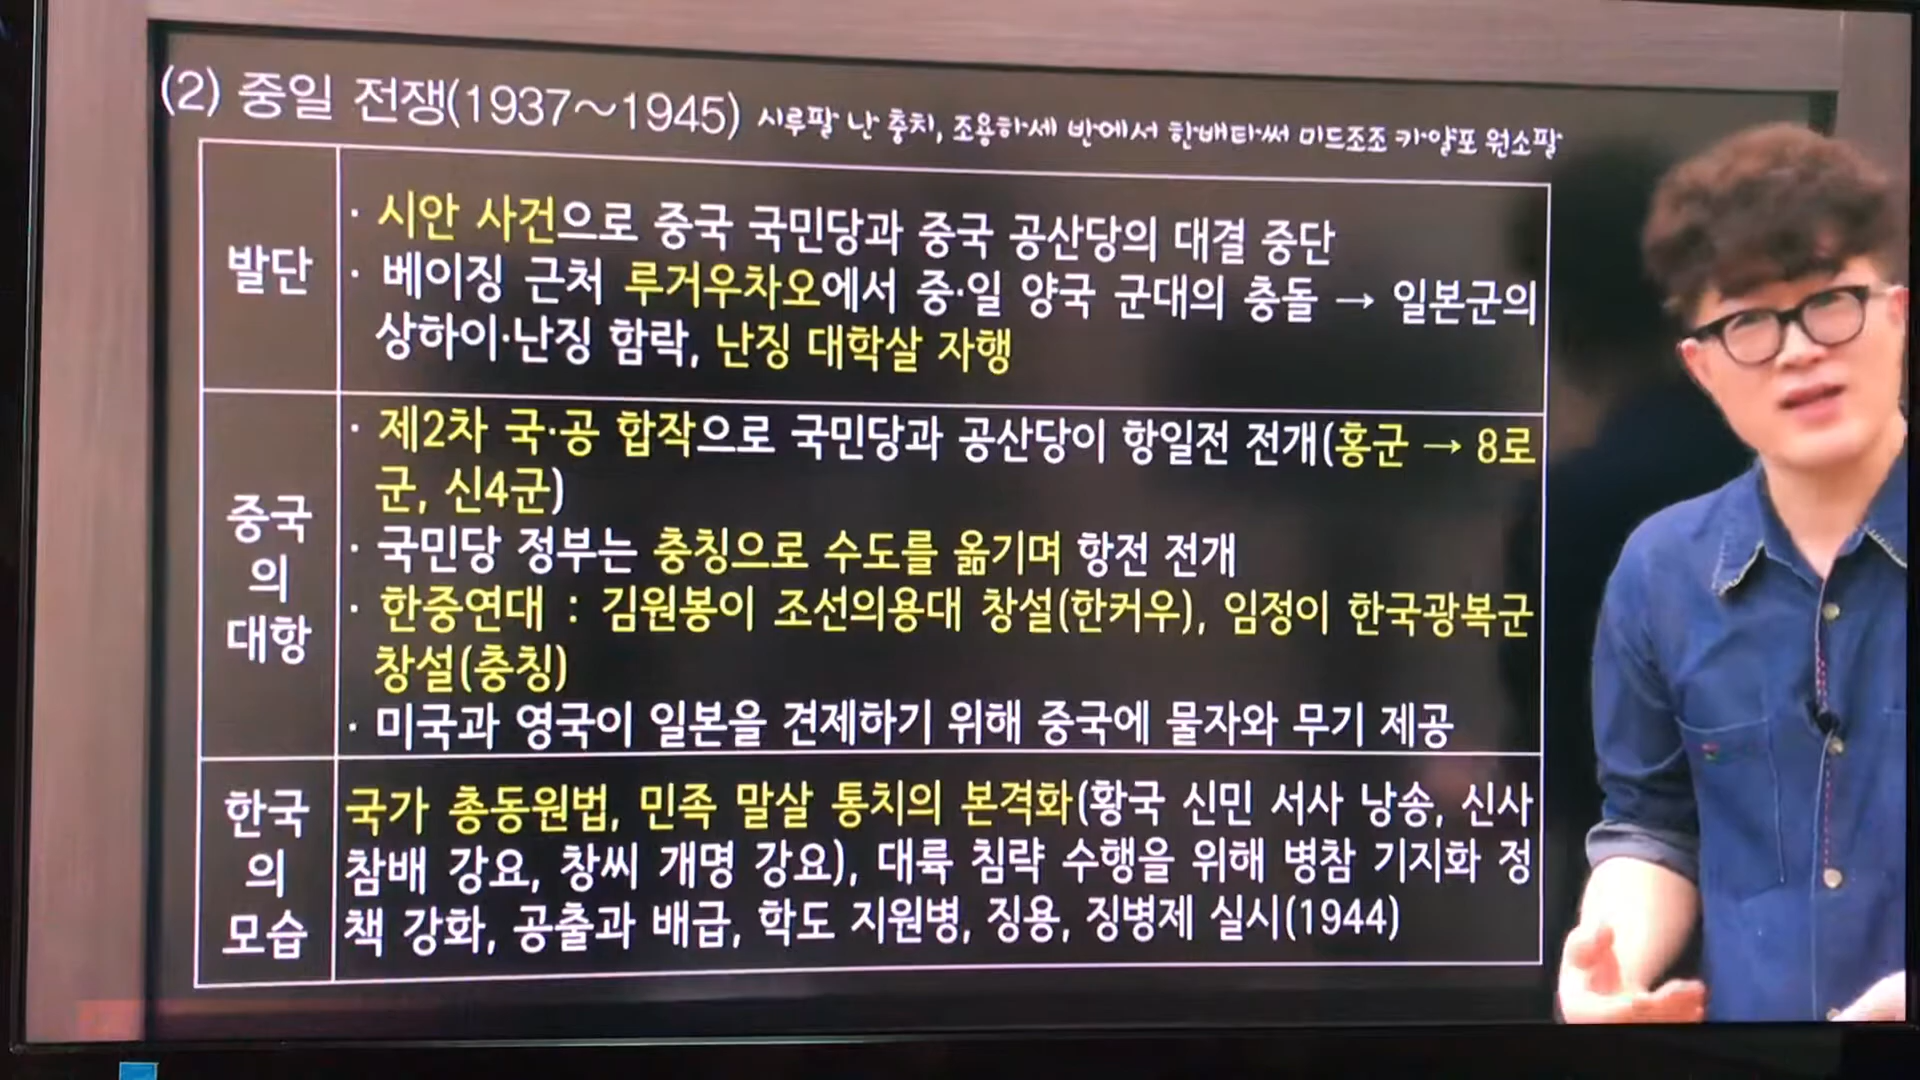 (2) 중일 전쟁(1937~1945) 시루팔 난 충치, 조용하세 반에서 한배타써 미드조조 카얄포 원소팔
발단
· 시안 사건으로 중국 국민당과 중국 공산당의 대결 중단
· 베이징 근처 루거우차오에서 중·일 양국 군대의 충돌 → 일본군의
상하이·난징 함락, 난징 대학살 자행
중국
의
대항
· 제2차 국·공 합작으로 국민당과 공산당이 항일전 전개(홍군 → 8로
군, 신4군)
· 국민당 정부는 충칭으로 수도를 옮기며 항전 전개
· 한중연대 : 김원봉이 조선의용대 창설(한커우), 임정이 한국광복군
창설(충칭)
· 미국과 영국이 일본을 견제하기 위해 중국에 물자와 무기 제공
한국
의
모습
국가 총동원법, 민족 말살 통치의 본격화(황국 신민 서사 낭송, 신사
참배 강요, 창씨 개명 강요), 대륙 침략 수행을 위해 병참 기지화 정
책 강화, 공출과 배급, 학도 지원병, 징용, 징병제 실시(1944)